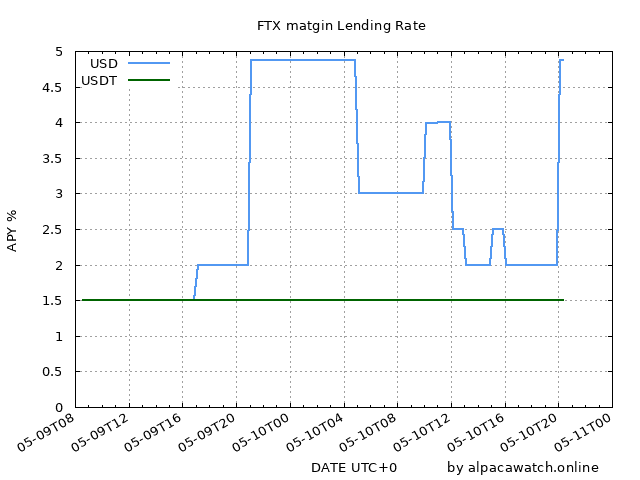 FTX matgin Lending Rate
USD
USDT
5
4.5
4
3.5
3
2.5
2
1.5
1
0.5
0
APY %
05-09T08
05-09T12
05-09T16
05-09T20
05-10T00
05-10T04
05-10T08
05-10T12
05-10T16
05-10T20
05-11T00
DATE UTC+0
by alpacawatch.online